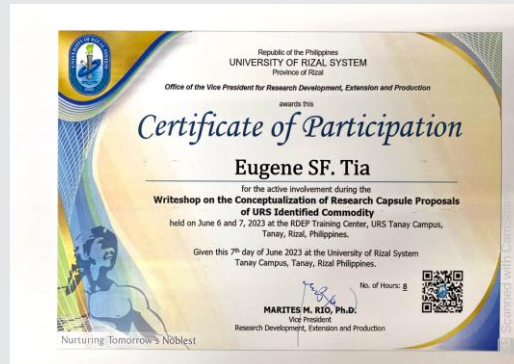 Republic of the Philippines
UNIVERSITY OF RIZAL SYSTEM
Province of Rizal
Office of the Vice President for Research Development, Extension and Production
awards this
Certificate of Participation
Eugene SF. Tia
for the active involvement during the
Writeshop on the Conceptualization of Research Capsule Proposals
of URS Identified Commodity
held on June 6 and 7, 2023 at the RDEP Training Center, URS Tanay Campus,
Tanay, Rizal, Philippines.
Given this 7th day of June 2023 at the University of Rizal System
Tanay Campus, Tanay, Rizal Philippines.
No. of Hours: 8
MARITES M. RIO, Ph.D.
Vice President
Research Development, Extension and Production
Nurturing Tomorrow's Noblest
Scanned with CamScanner